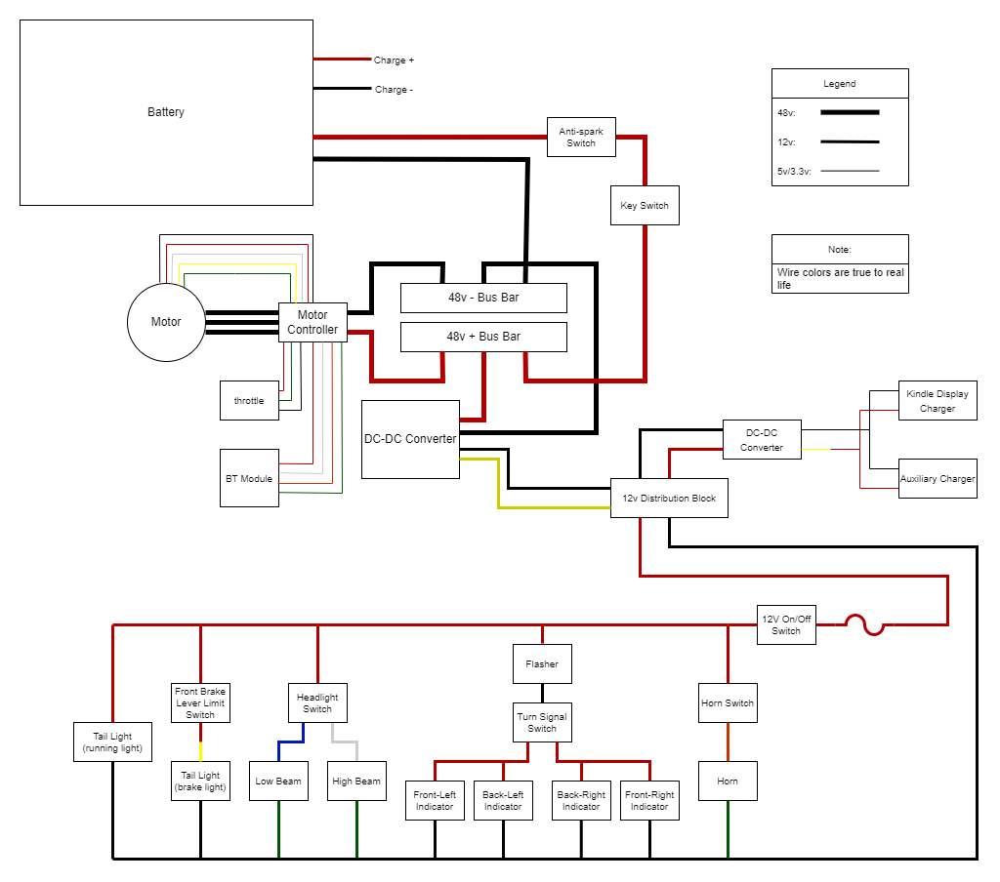 Charge +
Charge -
Battery
Anti-spark
Switch
Key Switch
Legend
48v:
12v:
5v/3.3v:
Note:
Wire colors are true to real
life
48v - Bus Bar
48v + Bus Bar
Motor
Motor
Controller
throttle
BT Module
DC-DC Converter
DC-DC
Converter
Kindle Display
Charger
Auxiliary Charger
12v Distribution Block
12V On/Off
Switch
Flasher
Front Brake
Lever Limit
Switch
Headlight
Switch
Turn Signal
Switch
Horn Switch
Tail Light
(running light)
Tail Light
(brake light)
Low Beam
High Beam
Front-Left
Indicator
Back-Left
Indicator
Back-Right
Indicator
Front-Right
Indicator
Horn